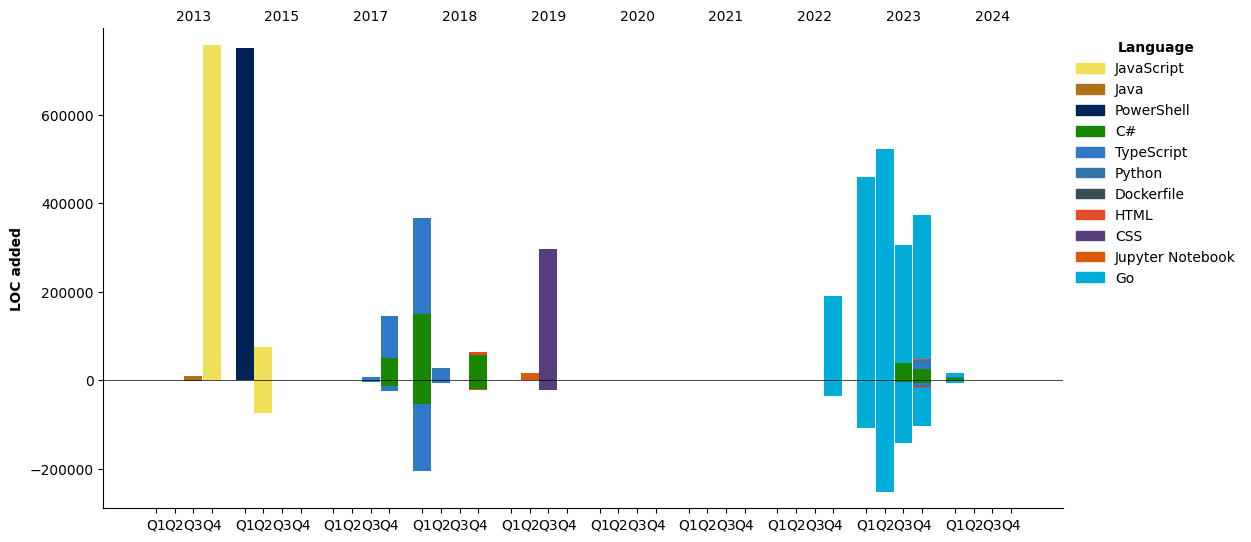 2013 2015 2017 2018 2019 2020 2021 2022 2023 2024
Language
JavaScript
Java
PowerShell
C#
TypeScript
Python
Dockerfile
HTML
CSS
Jupyter Notebook
Go
LOC added
600000
400000
200000
0
−200000
Q1Q2Q3Q4 Q1Q2Q3Q4 Q1Q2Q3Q4 Q1Q2Q3Q4 Q1Q2Q3Q4 Q1Q2Q3Q4 Q1Q2Q3Q4 Q1Q2Q3Q4 Q1Q2Q3Q4 Q1Q2Q3Q4